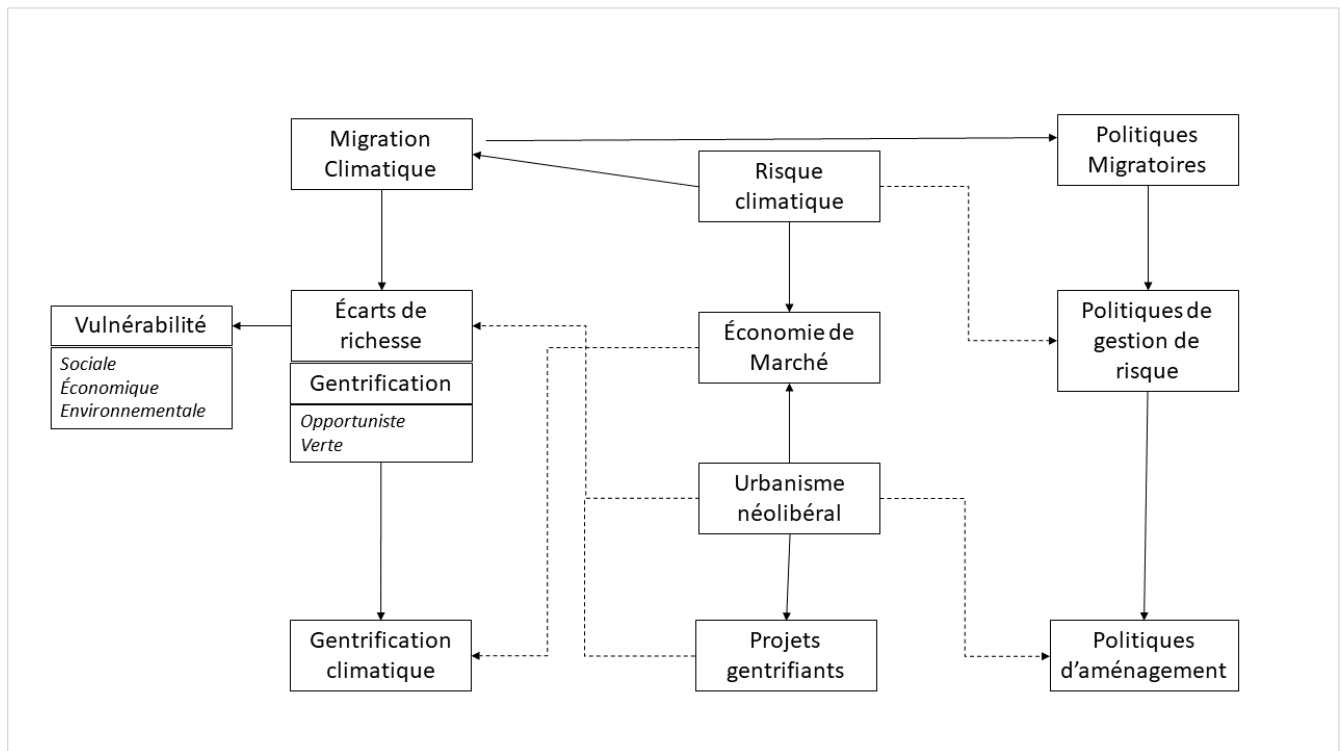 Migration
Climatique
Politiques
Migratoires
Risque
climatique
Vulnérabilité
Sociale
Économique
Environnementale
Écarts de
richesse
Gentrification
Opportuniste
Verte
Économie de
Marché
Politiques de
gestion de
risque
Urbanisme
néolibéral
Gentrification
climatique
Projets
gentrifiants
Politiques
d’aménagement